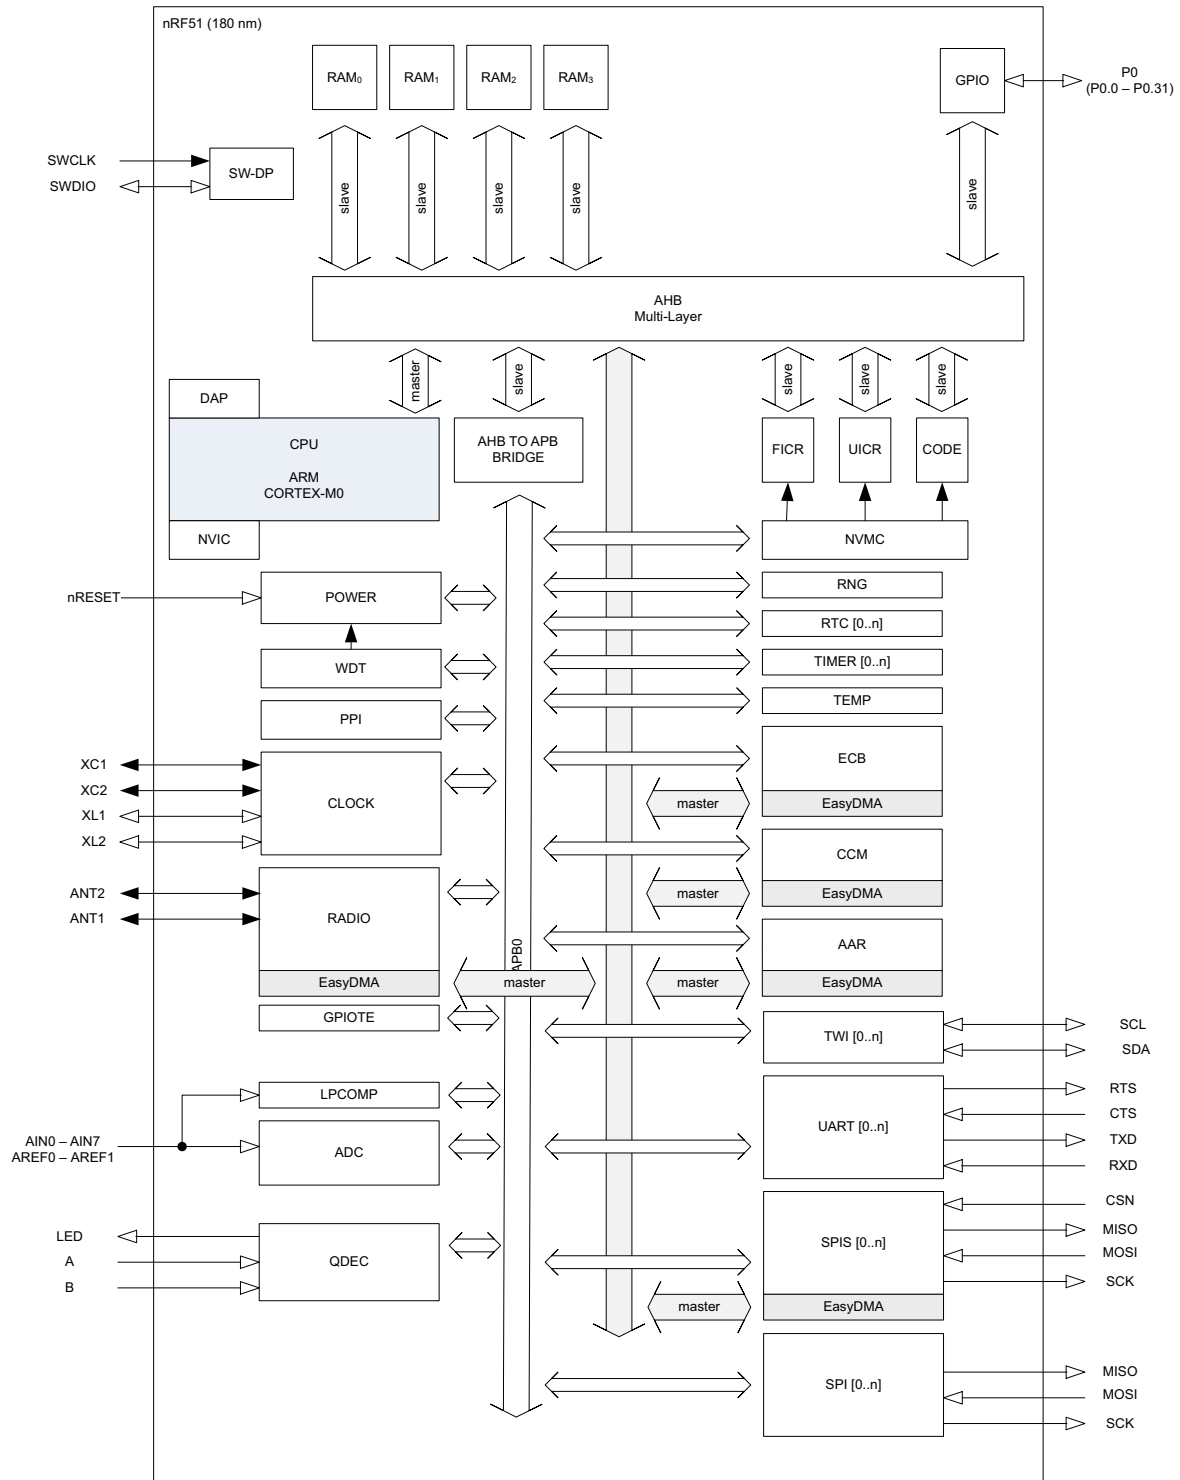 nRF51 (180 nm)
RAM0
RAM1
RAM2
RAM3
GPIO
P0
(P0.0 – P0.31)
SWCLK
SWDIO
SW-DP
slave
slave
slave
slave
slave
AHB
Multi-Layer
master
slave
slave
slave
slave
DAP
CPU
ARM
CORTEX-M0
NVIC
AHB TO APB
BRIDGE
FICR
UICR
CODE
NVMC
nRESET
POWER
RNG
RTC [0..n]
WDT
TIMER [0..n]
PPI
TEMP
XC1
XC2
XL1
XL2
CLOCK
ECB
master
EasyDMA
CCM
master
EasyDMA
ANT2
ANT1
RADIO
EasyDMA
APB0
master
AAR
master
EasyDMA
GPIOTE
TWI [0..n]
SCL
SDA
LPCOMP
AIN0 – AIN7
AREF0 – AREF1
ADC
UART [0..n]
RTS
CTS
TXD
RXD
LED
A
B
QDEC
SPIS [0..n]
CSN
MISO
MOSI
SCK
master
EasyDMA
SPI [0..n]
MISO
MOSI
SCK